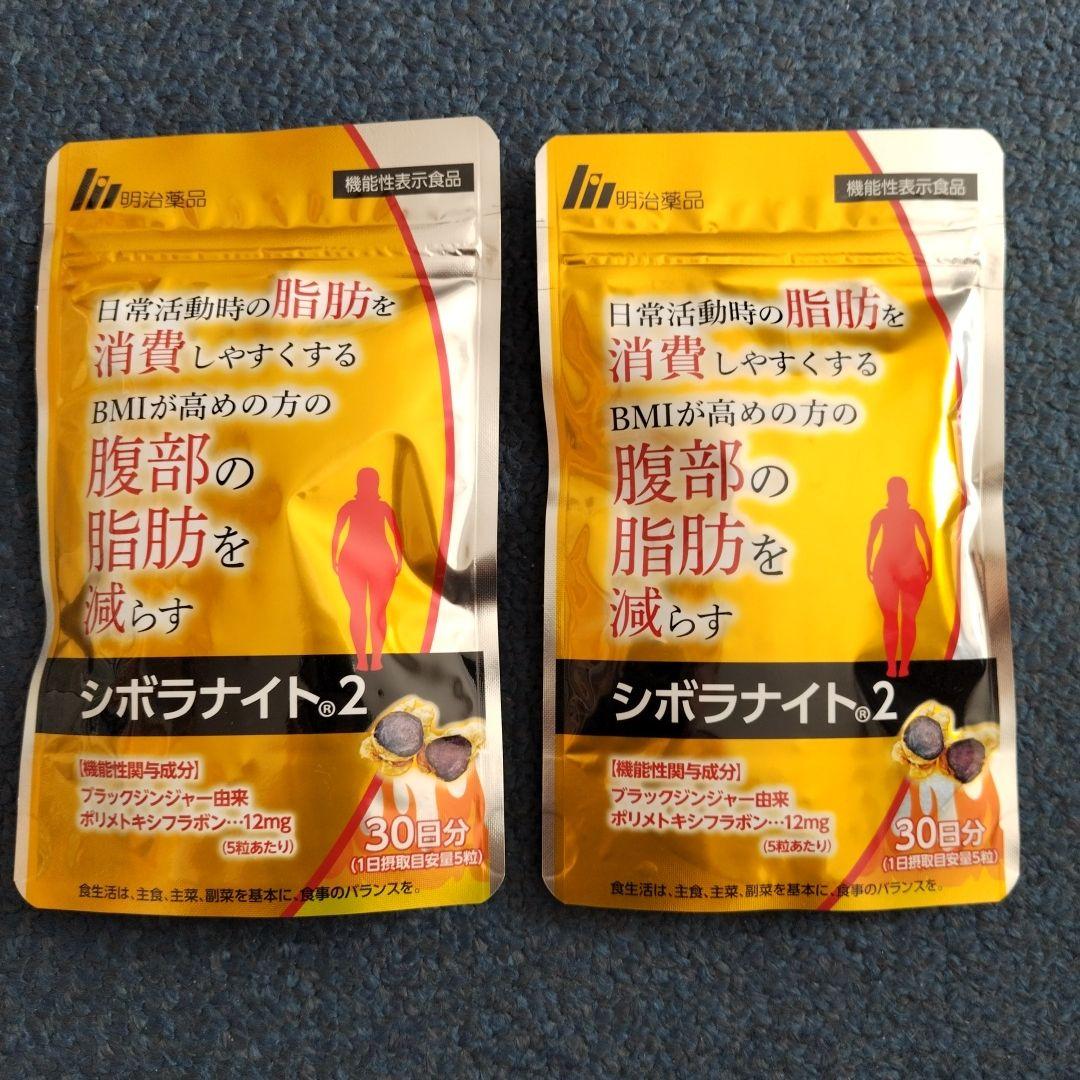 明治薬品
機能性表示食品
日常活動時の脂肪を
消費しやすくする
BMIが高めの方の
腹部の
脂肪を
減らす
シボラナイト®2
【機能性関与成分】
ブラックジンジャー由来
ポリメトキシフラボン…12mg
(5粒あたり)
30日分
(1日摂取目安量5粒)
食生活は、主食、主菜、副菜を基本に、食事のバランスを。
明治薬品
機能性表示食品
日常活動時の脂肪を
消費しやすくする
BMIが高めの方の
腹部の
脂肪を
減らす
シボラナイト®2
【機能性関与成分】
ブラックジンジャー由来
ポリメトキシフラボン…12mg
(5粒あたり)
30日分
(1日摂取目安量5粒)
食生活は、主食、主菜、副菜を基本に、食事のバランスを。